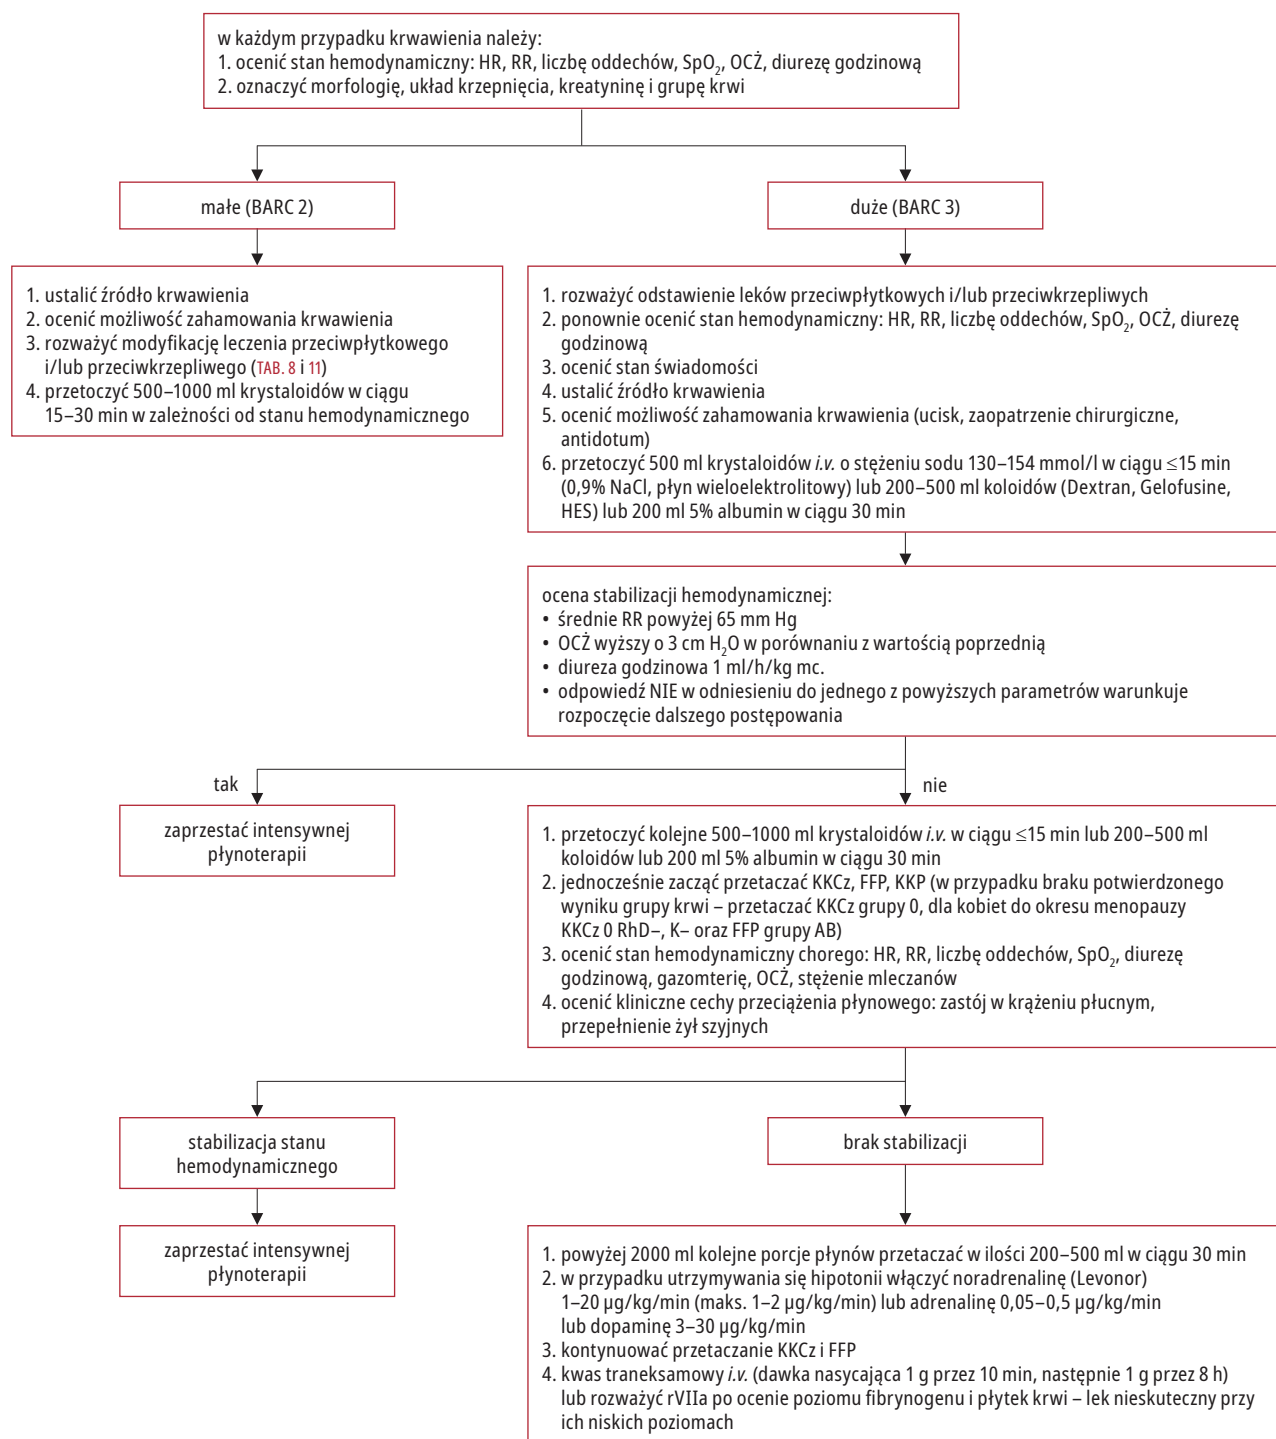 w każdym przypadku krwawienia należy:
1. ocenić stan hemodynamiczny: HR, RR, liczbę oddechów, SpO₂, OCŻ, diurezę godzinową
2. oznaczyć morfologię, układ krzepnięcia, kreatyninę i grupę krwi
małe (BARC 2)
duże (BARC 3)
1. ustalić źródło krwawienia
2. ocenić możliwość zahamowania krwawienia
3. rozważyć modyfikację leczenia przeciwpłytkowego
i/lub przeciwkrzepliwego (TAB. 8 i 11)
4. przetoczyć 500–1000 ml krystaloidów w ciągu
15–30 min w zależności od stanu hemodynamicznego
1. rozważyć odstawienie leków przeciwpłytkowych i/lub przeciwkrzepliwych
2. ponownie ocenić stan hemodynamiczny: HR, RR, liczbę oddechów, SpO₂, OCŻ, diurezę
godzinową
3. ocenić stan świadomości
4. ustalić źródło krwawienia
5. ocenić możliwość zahamowania krwawienia (ucisk, zaopatrzenie chirurgiczne,
antidotum)
6. przetoczyć 500 ml krystaloidów i.v. o stężeniu sodu 130–154 mmol/l w ciągu ≤15 min
(0,9% NaCl, płyn wieloelektrolitowy) lub 200–500 ml koloidów (Dextran, Gelofusine,
HES) lub 200 ml 5% albumin w ciągu 30 min
ocena stabilizacji hemodynamicznej:
• średnie RR powyżej 65 mm Hg
• OCŻ wyższy o 3 cm H₂O w porównaniu z wartością poprzednią
• diureza godzinowa 1 ml/h/kg mc.
• odpowiedź NIE w odniesieniu do jednego z powyższych parametrów warunkuje
rozpoczęcie dalszego postępowania
tak
nie
zaprzestać intensywnej
płynoterapii
1. przetoczyć kolejne 500–1000 ml krystaloidów i.v. w ciągu ≤15 min lub 200–500 ml
koloidów lub 200 ml 5% albumin w ciągu 30 min
2. jednocześnie zacząć przetaczać KKCz, FFP, KKP (w przypadku braku potwierdzonego
wyniku grupy krwi – przetaczać KKCz grupy 0, dla kobiet do okresu menopauzy
KKCz 0 RhD–, K– oraz FFP grupy AB)
3. ocenić stan hemodynamiczny chorego: HR, RR, liczbę oddechów, SpO₂, diurezę
godzinową, gazomterię, OCŻ, stężenie mleczanów
4. ocenić kliniczne cechy przeciążenia płynowego: zastój w krążeniu płucnym,
przepełnienie żył szyjnych
stabilizacja stanu
hemodynamicznego
brak stabilizacji
zaprzestać intensywnej
płynoterapii
1. powyżej 2000 ml kolejne porcje płynów przetaczać w ilości 200–500 ml w ciągu 30 min
2. w przypadku utrzymywania się hipotonii włączyć noradrenalinę (Levonor)
1–20 µg/kg/min (maks. 1–2 µg/kg/min) lub adrenalinę 0,05–0,5 µg/kg/min
lub dopaminę 3–30 µg/kg/min
3. kontynuować przetaczanie KKCz i FFP
4. kwas traneksamowy i.v. (dawka nasycająca 1 g przez 10 min, następnie 1 g przez 8 h)
lub rozważyć rVIIa po ocenie poziomu fibrynogenu i płytek krwi – lek nieskuteczny przy
ich niskich poziomach